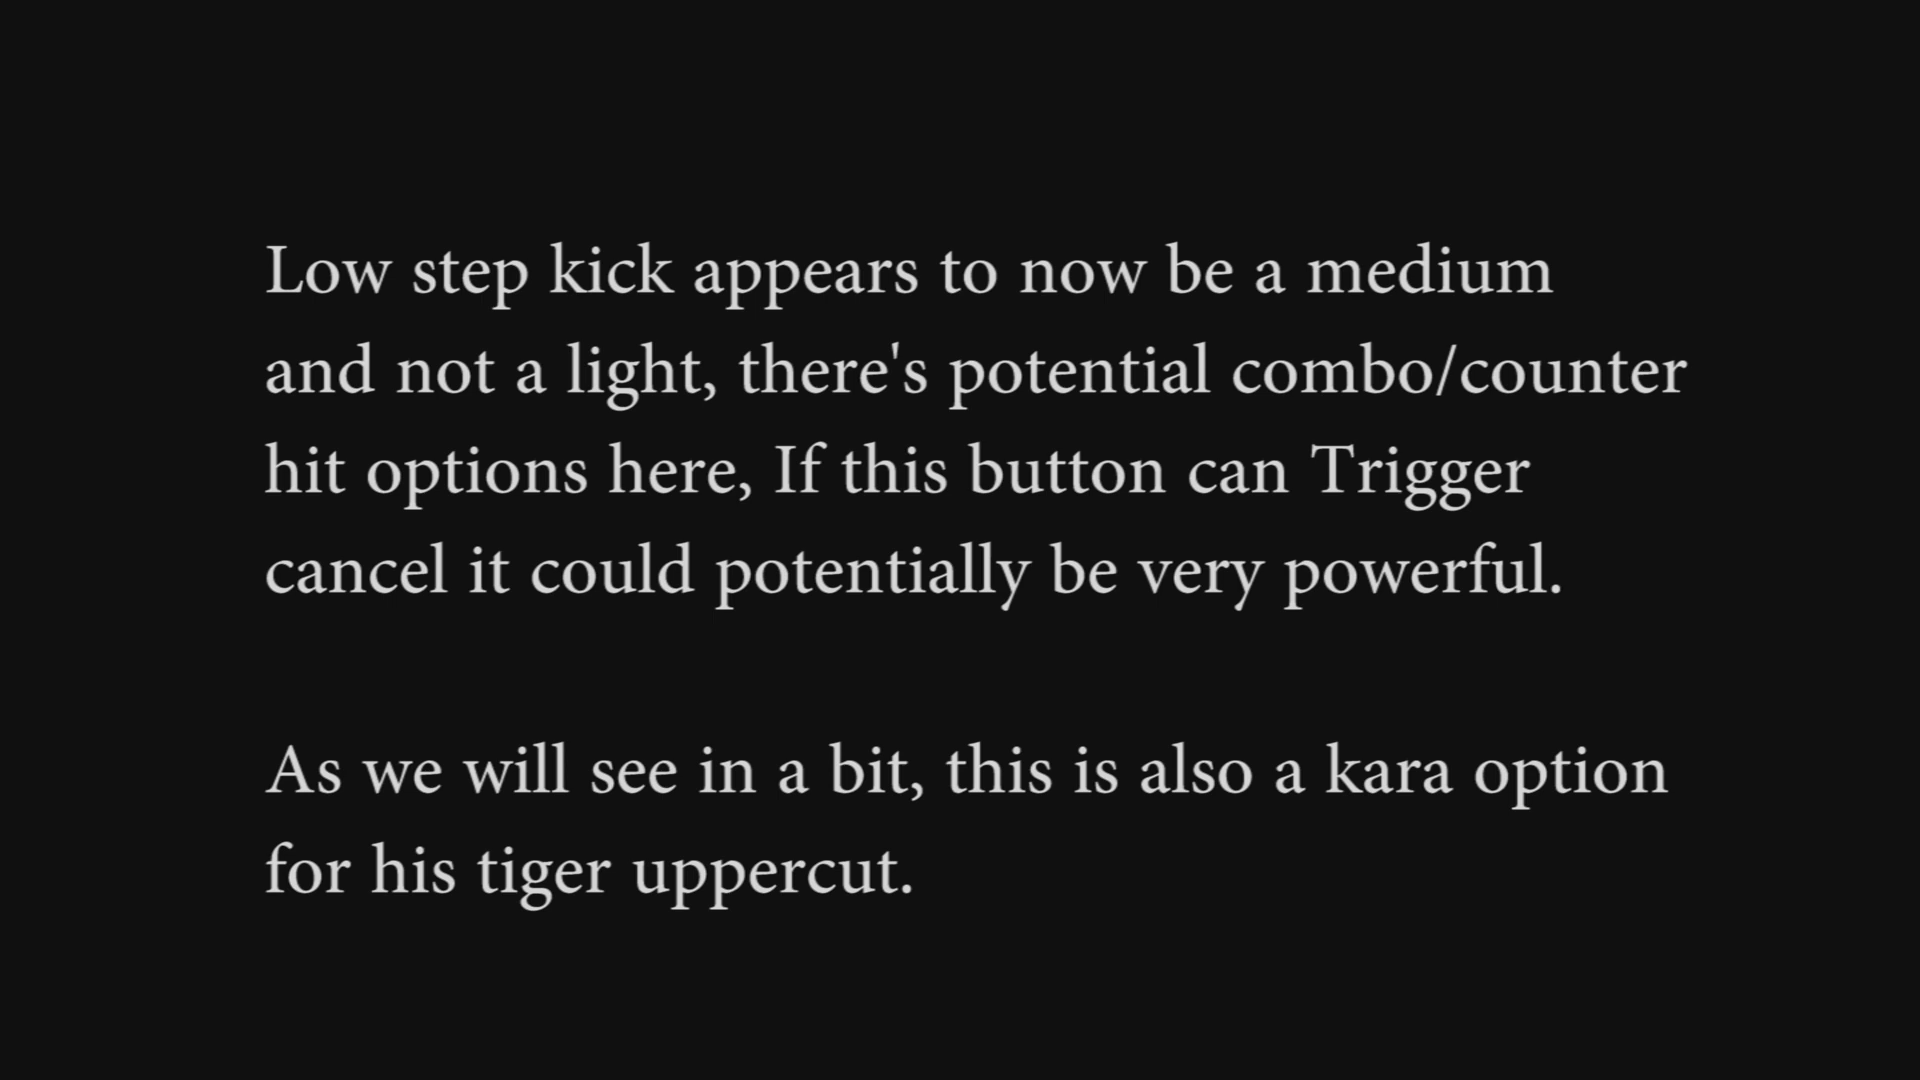 Low step kick appears to now be a medium
and not a light, there's potential combo/counter
hit options here, If this button can Trigger
cancel it could potentially be very powerful.
As we will see in a bit, this is also a kara option
for his tiger uppercut.